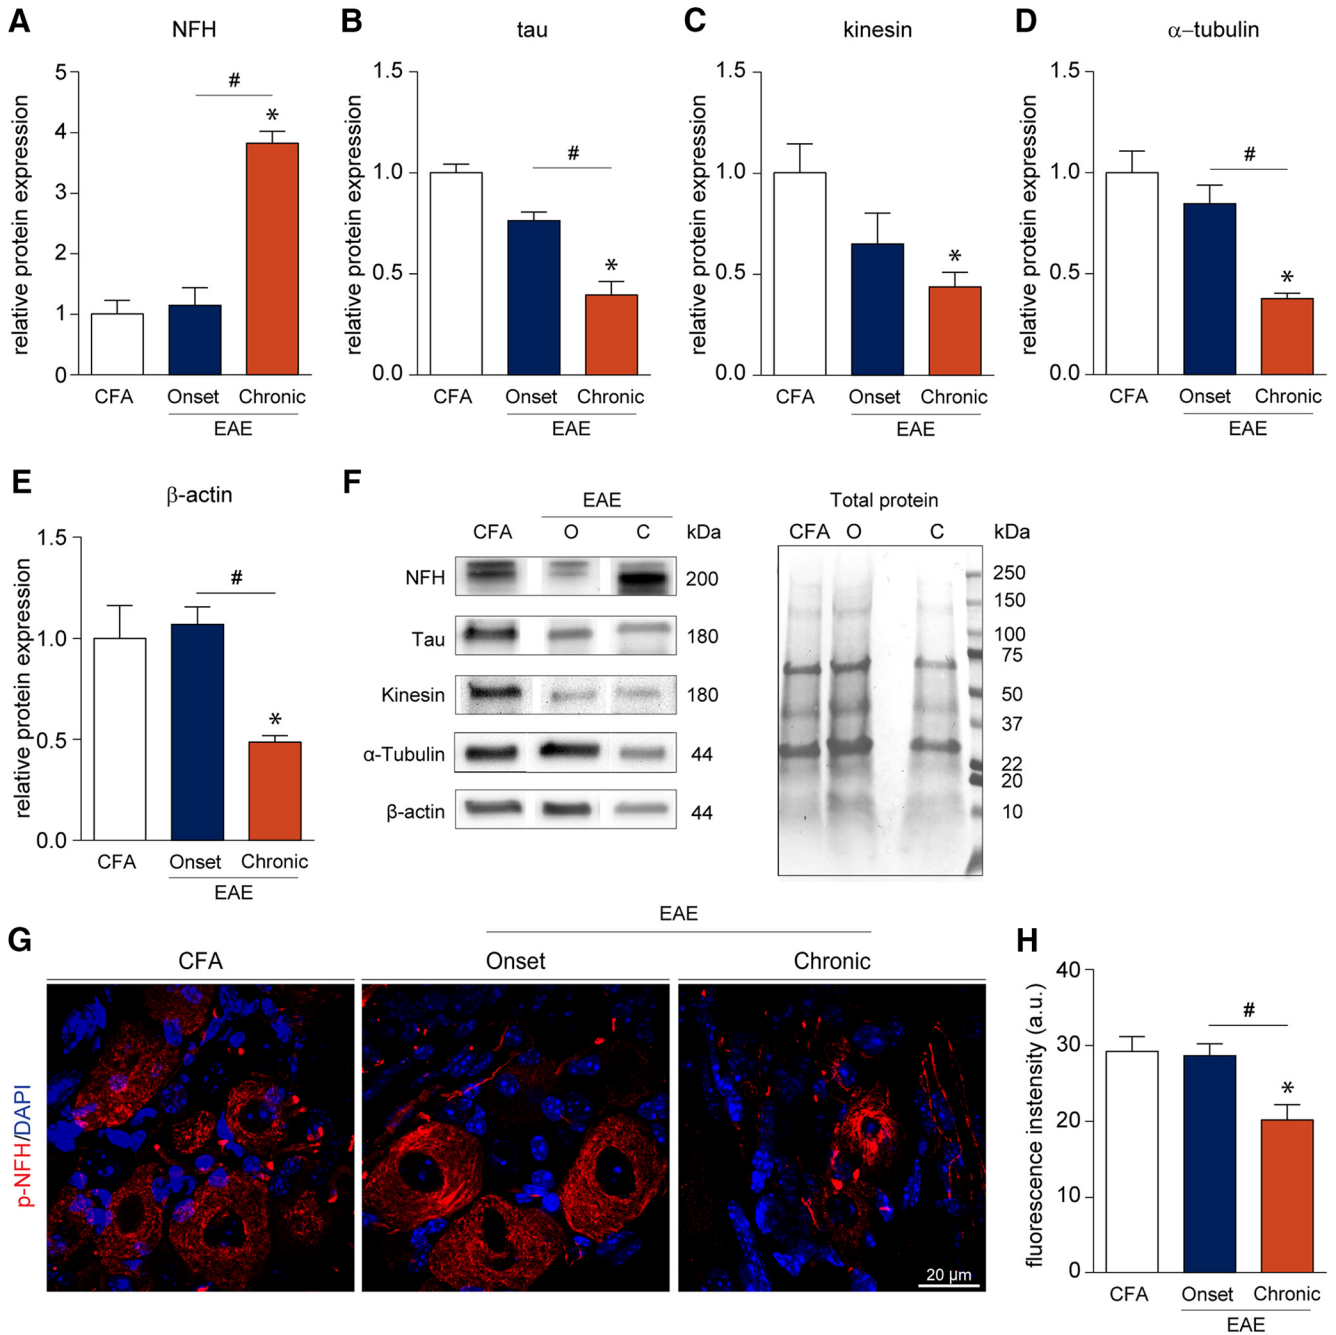 A
NFH
relative protein expression
5
4
3
2
1
0
#
*
CFA
Onset
Chronic
EAE
B
tau
relative protein expression
1.5
1.0
0.5
0.0
#
*
CFA
Onset
Chronic
EAE
C
kinesin
relative protein expression
1.5
1.0
0.5
0.0
*
CFA
Onset
Chronic
EAE
D
α–tubulin
relative protein expression
1.5
1.0
0.5
0.0
#
*
CFA
Onset
Chronic
EAE
E
β-actin
relative protein expression
1.5
1.0
0.5
0.0
#
*
CFA
Onset
Chronic
EAE
F
EAE
CFA O C kDa
NFH 200
Tau 180
Kinesin 180
α-Tubulin 44
β-actin 44
Total protein
CFA O C kDa
250
150
100
75
50
37
22
20
10
G
EAE
CFA
Onset
Chronic
p-NFH/DAPI
20 µm
H
fluorescence instensity (a.u.)
40
30
20
10
0
#
*
CFA
Onset
Chronic
EAE